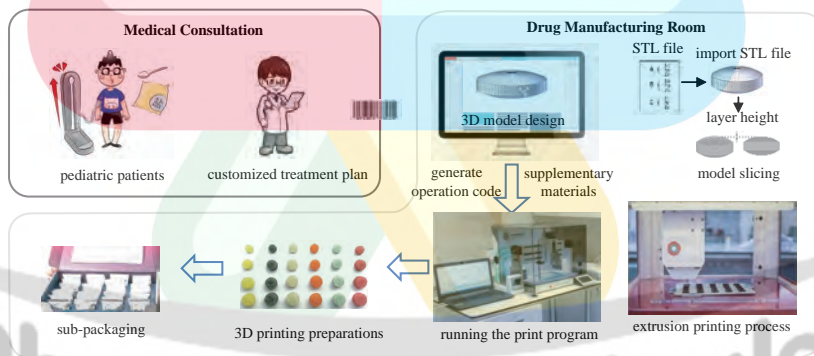 Medical Consultation
pediatric patients
customized treatment plan
Drug Manufacturing Room
3D model design
STL file
import STL file
layer height
model slicing
generate
operation code
supplementary
materials
sub-packaging
3D printing preparations
running the print program
extrusion printing process